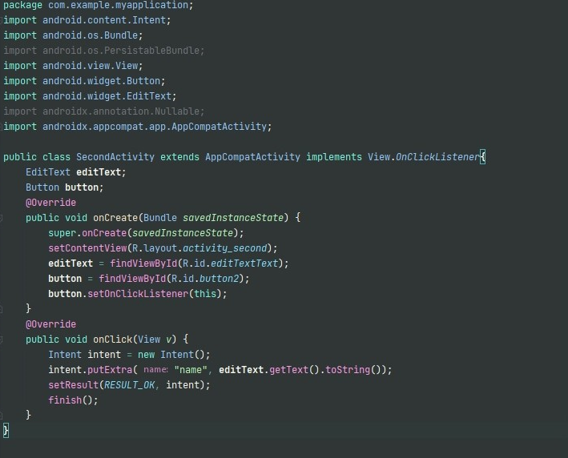 package com.example.myapplication;
import android.content.Intent;
import android.os.Bundle;
import android.os.PersistableBundle;
import android.view.View;
import android.widget.Button;
import android.widget.EditText;
import androidx.annotation.Nullable;
import androidx.appcompat.app.AppCompatActivity;

public class SecondActivity extends AppCompatActivity implements View.OnClickListener{
    EditText editText;
    Button button;
    @Override
    public void onCreate(Bundle savedInstanceState) {
        super.onCreate(savedInstanceState);
        setContentView(R.layout.activity_second);
        editText = findViewById(R.id.editTextText);
        button = findViewById(R.id.button2);
        button.setOnClickListener(this);
    }
    @Override
    public void onClick(View v) {
        Intent intent = new Intent();
        intent.putExtra( name: "name", editText.getText().toString());
        setResult(RESULT_OK, intent);
        finish();
    }
}